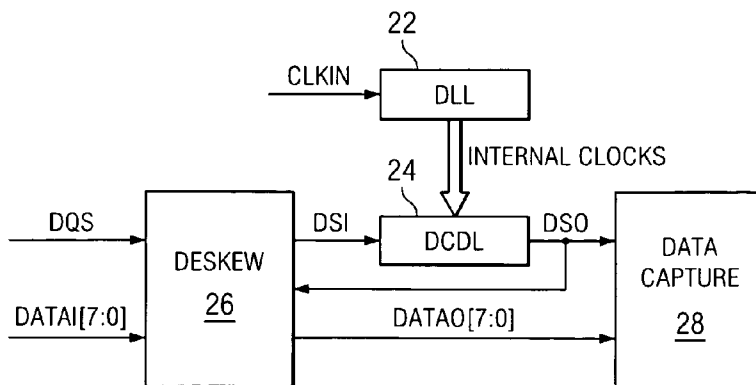 22
CLKIN
DLL
INTERNAL CLOCKS
24
DQS
DSI
DCDL
DSO
DESKEW
26
DATA
CAPTURE
28
DATAI[7:0]
DATAO[7:0]